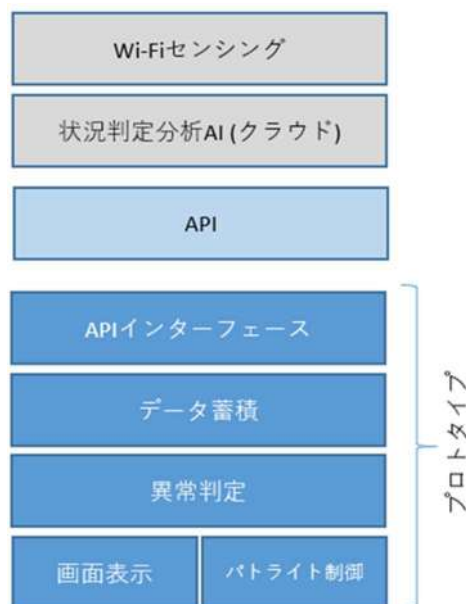 Wi-Fiセンシング
状況判定分析AI (クラウド)
API
APIインターフェース
データ蓄積
異常判定
画面表示
パトライト制御
プロトタイプ